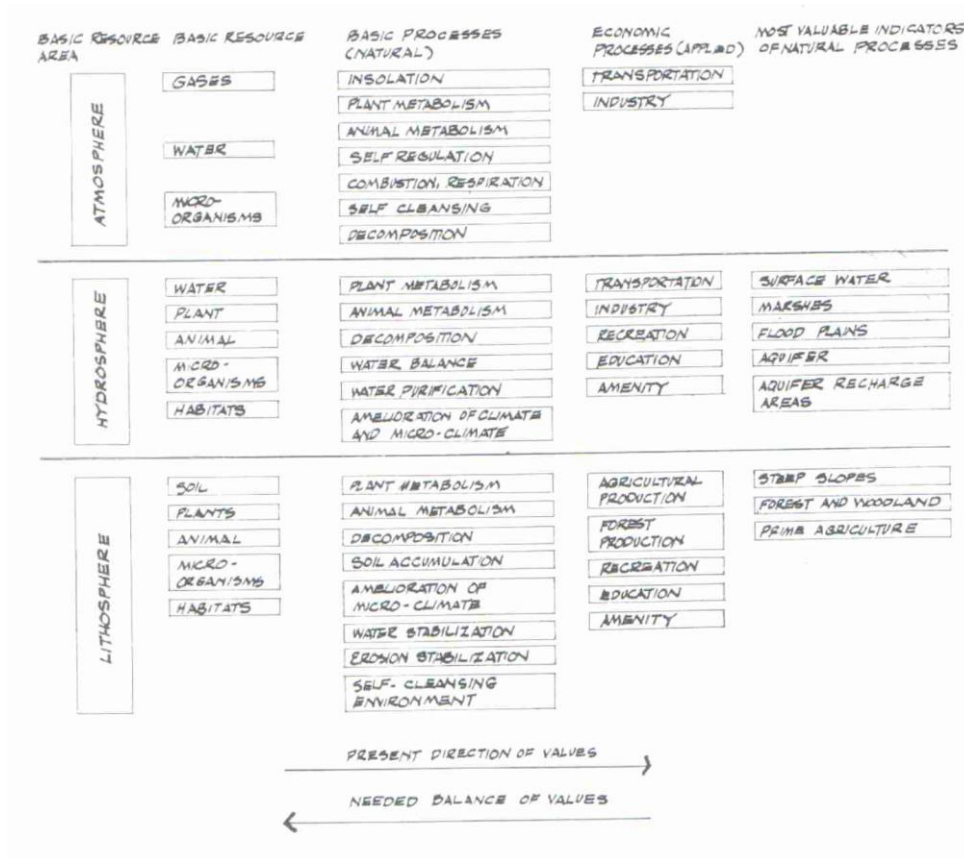 BASIC RESOURCE AREA
BASIC RESOURCE
BASIC PROCESSES (NATURAL)
ECONOMIC PROCESSES (APPLIED)
MOST VALUABLE INDICATORS OF NATURAL PROCESSES
ATMOSPHERE
GASES
WATER
MICRO-
ORGANISMS
INSOLATION
PLANT METABOLISM
ANIMAL METABOLISM
SELF REGULATION
COMBUSTION, RESPIRATION
SELF CLEANSING
DECOMPOSITION
TRANSPORTATION
INDUSTRY
HYDROSPHERE
WATER
PLANT
ANIMAL
MICRO-
ORGANISMS
HABITATS
PLANT METABOLISM
ANIMAL METABOLISM
DECOMPOSITION
WATER BALANCE
WATER PURIFICATION
AMELIORATION OF CLIMATE
AND MICRO-CLIMATE
TRANSPORTATION
INDUSTRY
RECREATION
EDUCATION
AMENITY
SURFACE WATER
MARSHES
FLOOD PLAINS
AQUIFER
AQUIFER RECHARGE
AREAS
LITHOSPHERE
SOIL
PLANTS
ANIMAL
MICRO-
ORGANISMS
HABITATS
PLANT METABOLISM
ANIMAL METABOLISM
DECOMPOSITION
SOIL ACCUMULATION
AMELIORATION OF
MICRO-CLIMATE
WATER STABILIZATION
EROSION STABILIZATION
SELF-CLEANSING
ENVIRONMENT
AGRICULTURAL
PRODUCTION
FOREST
PRODUCTION
RECREATION
EDUCATION
AMENITY
STEEP SLOPES
FOREST AND WOODLAND
PRIME AGRICULTURE
PRESENT DIRECTION OF VALUES
NEEDED BALANCE OF VALUES